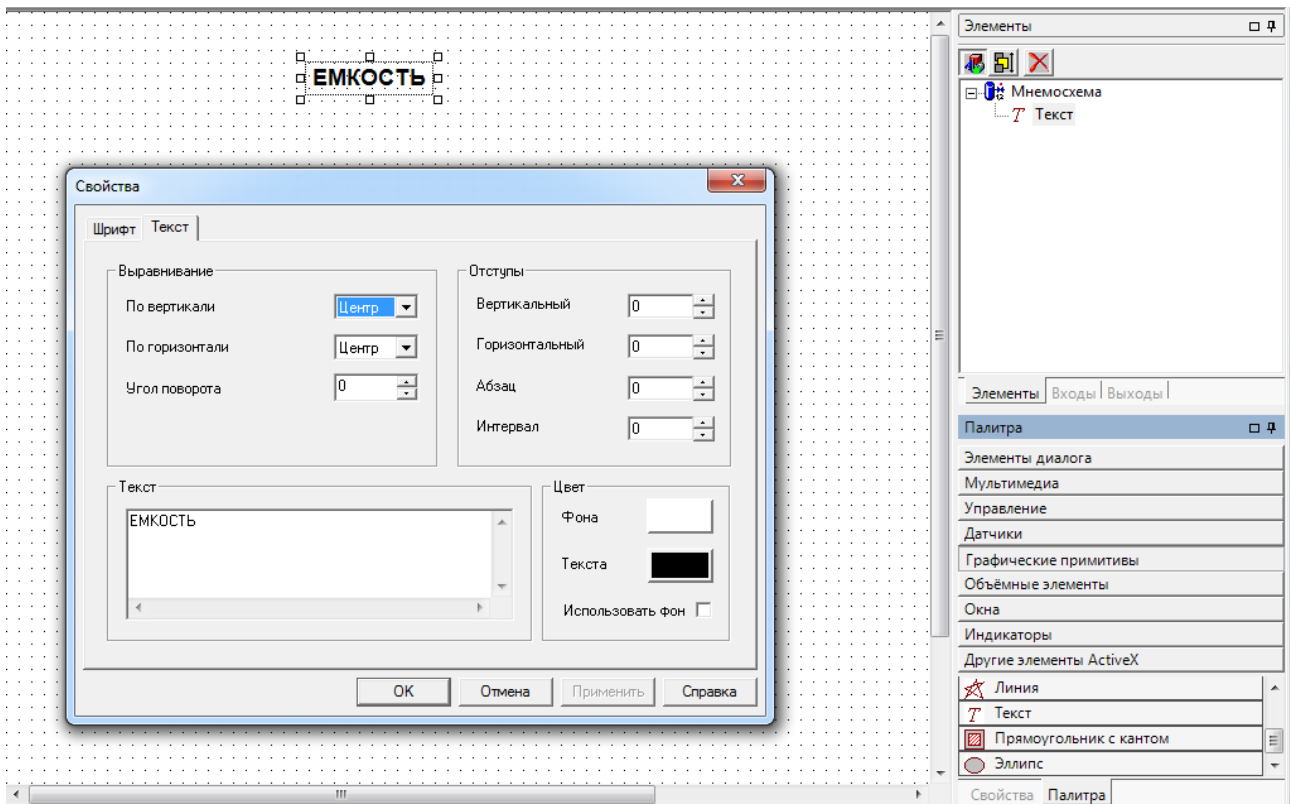 ЕМКОСТЬ
Свойства
Шрифт Текст
Выравнивание
По вертикали Центр
По горизонтали Центр
Угол поворота 0
Отступы
Вертикальный 0
Горизонтальный 0
Абзац 0
Интервал 0
Текст
ЕМКОСТЬ
Цвет
Фона
Текста
Использовать фон
ОК Отмена Применить Справка
Элементы
Мнемосхема
T Текст
Элементы Входы Выходы
Палитра
Элементы диалога
Мультимедиа
Управление
Датчики
Графические примитивы
Объёмные элементы
Окна
Индикаторы
Другие элементы ActiveX
Линия
T Текст
Прямоугольник с кантом
Эллипс
Свойства Палитра